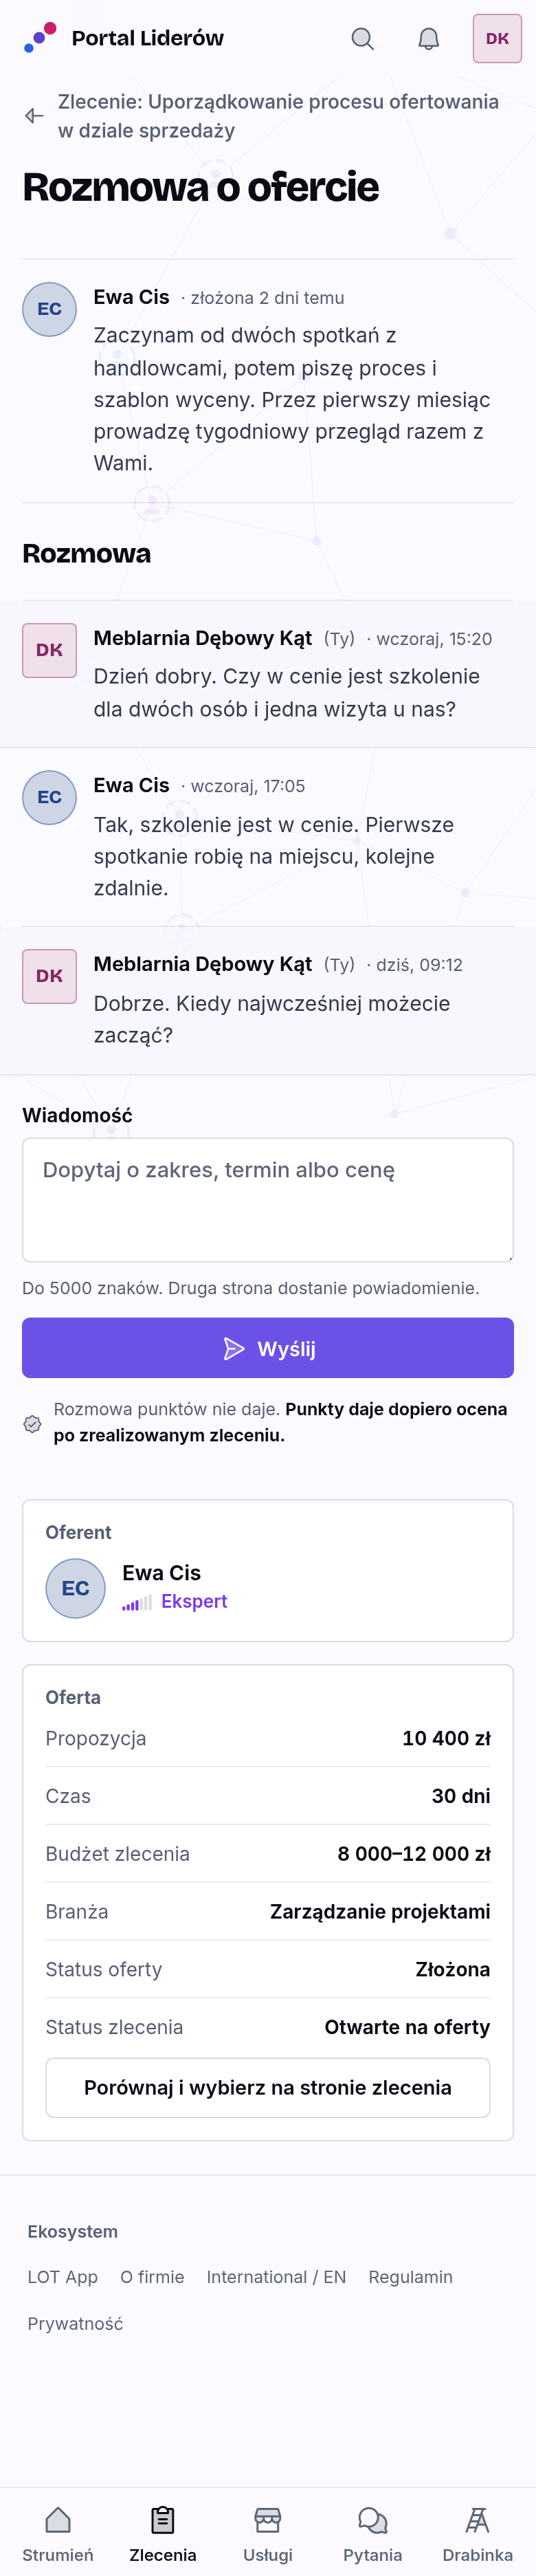 Portal Liderów
DK
Zlecenie: Uporządkowanie procesu ofertowania
w dziale sprzedaży
Rozmowa o ofercie
EC
Ewa Cis · złożona 2 dni temu
Zaczynam od dwóch spotkań z
handlowcami, potem piszę proces i
szablon wyceny. Przez pierwszy miesiąc
prowadzę tygodniowy przegląd razem z
Wami.
Rozmowa
DK
Meblarnia Dębowy Kąt (Ty) · wczoraj, 15:20
Dzień dobry. Czy w cenie jest szkolenie
dla dwóch osób i jedna wizyta u nas?
EC
Ewa Cis · wczoraj, 17:05
Tak, szkolenie jest w cenie. Pierwsze
spotkanie robię na miejscu, kolejne
zdalnie.
DK
Meblarnia Dębowy Kąt (Ty) · dziś, 09:12
Dobrze. Kiedy najwcześniej możecie
zacząć?
Wiadomość
Dopytaj o zakres, termin albo cenę
Do 5000 znaków. Druga strona dostanie powiadomienie.
Wyślij
Rozmowa punktów nie daje. Punkty daje dopiero ocena
po zrealizowanym zleceniu.
Oferent
EC
Ewa Cis
Ekspert
Oferta
Propozycja 10 400 zł
Czas 30 dni
Budżet zlecenia 8 000–12 000 zł
Branża Zarządzanie projektami
Status oferty Złożona
Status zlecenia Otwarte na oferty
Porównaj i wybierz na stronie zlecenia
Ekosystem
LOT App O firmie International / EN Regulamin
Prywatność
Strumień Zlecenia Usługi Pytania Drabinka